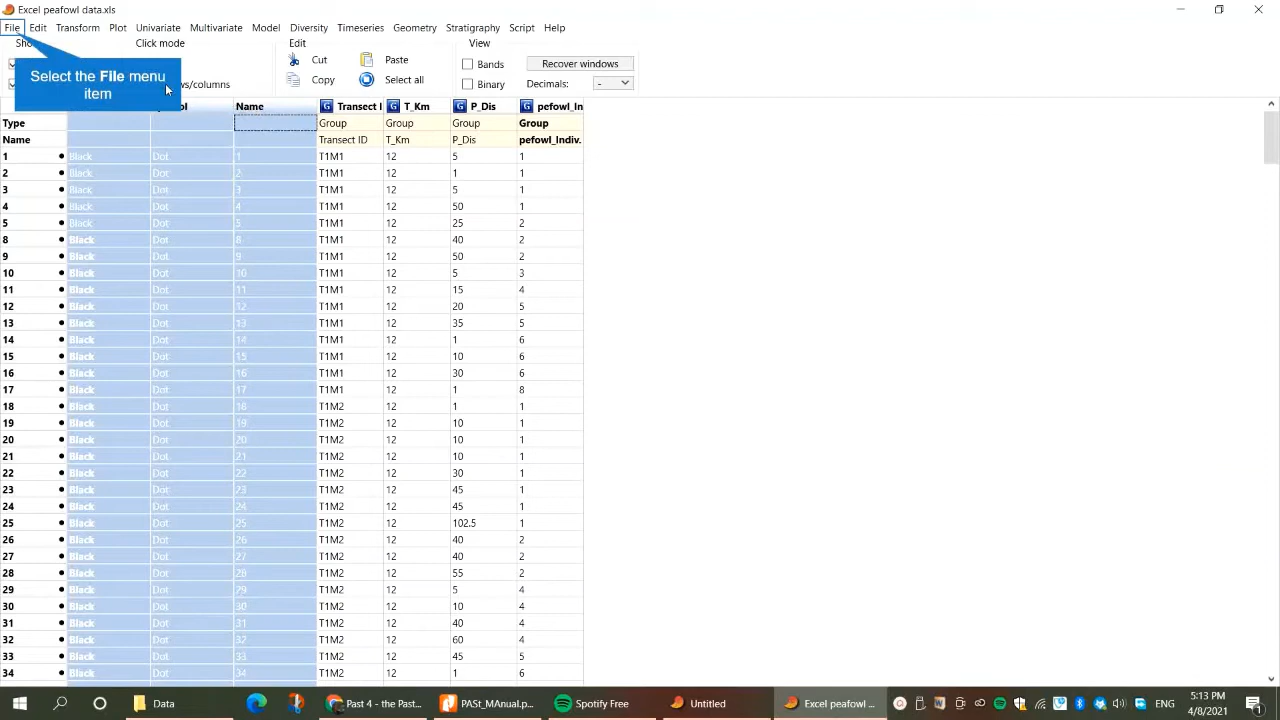 Excel peafowl data.xls
File Edit Transform Plot Univariate Multivariate Model Diversity Timeseries Geometry Stratigraphy Script Help
Click mode Edit View
Cut Paste Bands Recover windows
Select the File menu item
Copy Select all Binary Decimals: -
Name Transect I T_Km P_Dis pefowl_In
Type Group Group Group Group
Name Transect ID T_Km P_Dis pefowl_Indiv.
1 Black Dot 1 T1M1 12 5 1
2 Black Dot 2 T1M1 12 1 1
3 Black Dot 3 T1M1 12 5 1
4 Black Dot 4 T1M1 12 50 1
5 Black Dot 5 T1M1 12 25 2
8 Black Dot 8 T1M1 12 40 2
9 Black Dot 9 T1M1 12 50 2
10 Black Dot 10 T1M1 12 5 3
11 Black Dot 11 T1M1 12 15 4
12 Black Dot 12 T1M1 12 20 5
13 Black Dot 13 T1M1 12 35 5
14 Black Dot 14 T1M1 12 1 6
15 Black Dot 15 T1M1 12 10 6
16 Black Dot 16 T1M1 12 30 6
17 Black Dot 17 T1M1 12 1 8
18 Black Dot 18 T1M2 12 1 1
19 Black Dot 19 T1M2 12 10 1
20 Black Dot 20 T1M2 12 10 1
21 Black Dot 21 T1M2 12 10 1
22 Black Dot 22 T1M2 12 30 1
23 Black Dot 23 T1M2 12 45 1
24 Black Dot 24 T1M2 12 45 1
25 Black Dot 25 T1M2 12 102.5 1
26 Black Dot 26 T1M2 12 40 2
27 Black Dot 27 T1M2 12 40 2
28 Black Dot 28 T1M2 12 55 2
29 Black Dot 29 T1M2 12 5 4
30 Black Dot 30 T1M2 12 10 4
31 Black Dot 31 T1M2 12 40 4
32 Black Dot 32 T1M2 12 60 4
33 Black Dot 33 T1M2 12 45 5
34 Black Dot 34 T1M2 12 1 6
Data Past 4 - the Past... PASt_MAnual.p... Spotify Free Untitled Excel peafowl ... ENG 5:13 PM
4/8/2021